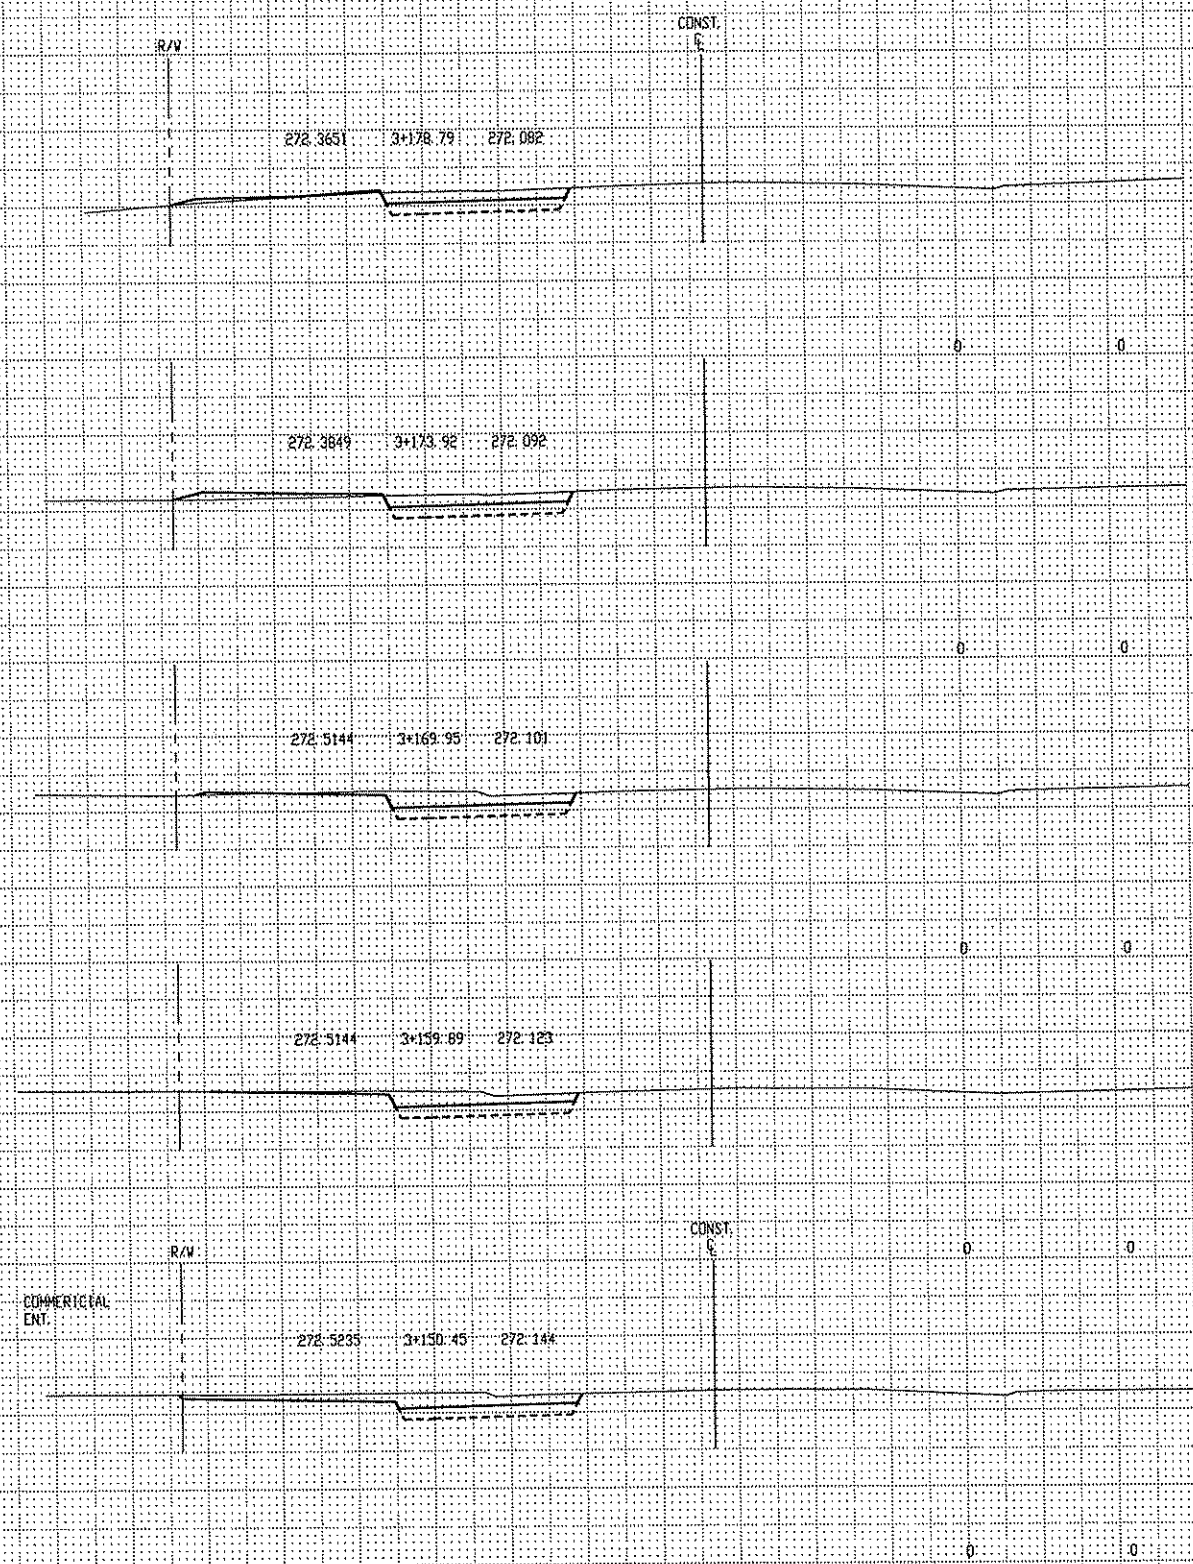 CONST.
R/W ℄
272.3651 3+178.79 272.082
0 0
272.3849 3+173.92 272.092
0 0
272.5144 3+169.95 272.101
0 0
272.5144 3+159.89 272.123
CONST.
R/W ℄ 0 0
COMMERICIAL
ENT.
272.5235 3+150.45 272.144
0 0